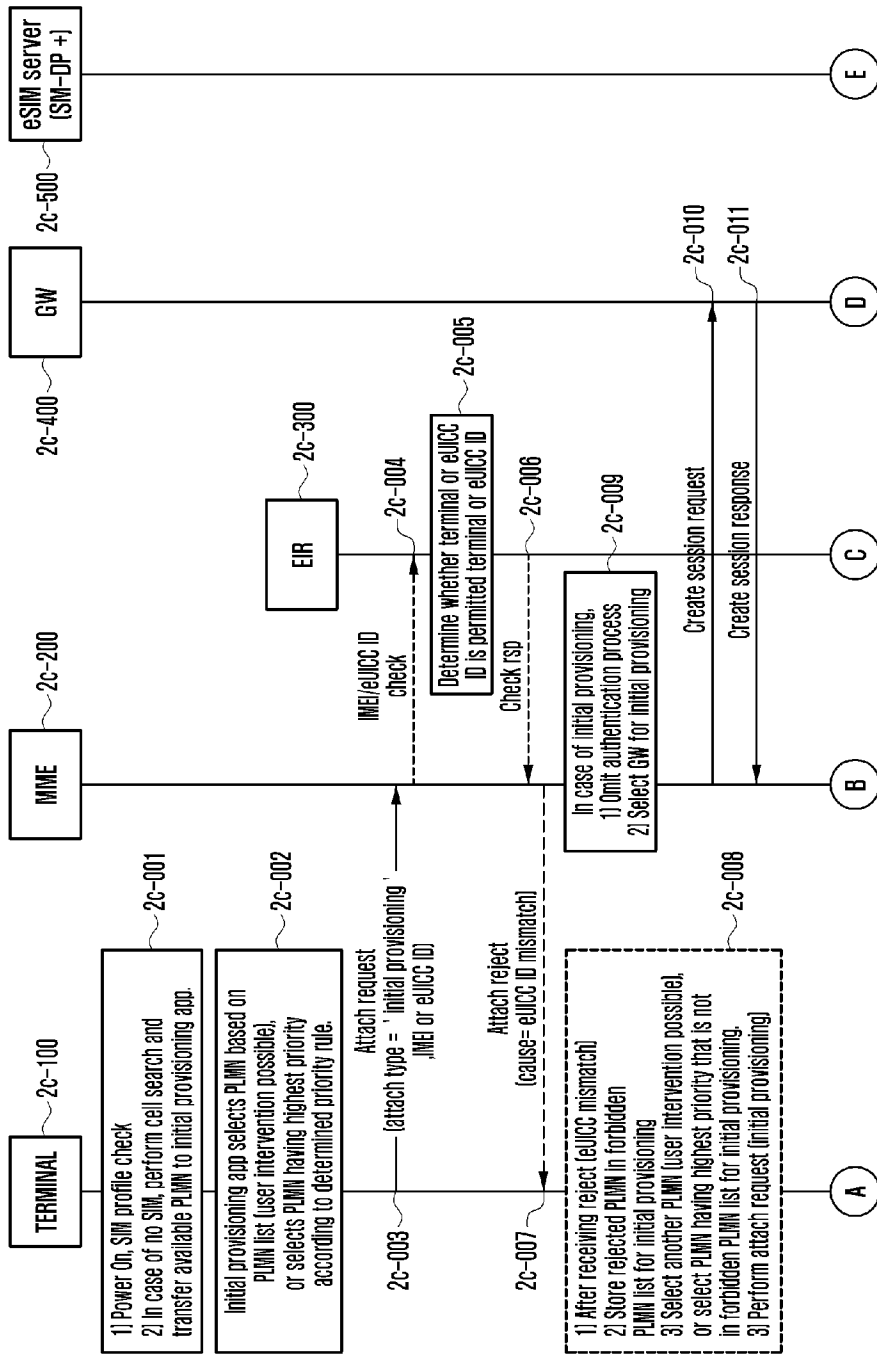 TERMINAL
2c-100
MME
2c-200
EIR
2c-300
GW
2c-400
eSIM server
(SM-DP +)
2c-500
1) Power On, SIM profile check
2) In case of no SIM, perform cell search and
transfer available PLMN to initial provisioning app.
2c-001
Initial provisioning app selects PLMN based on
PLMN list (user intervention possible),
or selects PLMN having highest priority
according to determined priority rule.
2c-002
2c-003
Attach request
(attach type = ' initial provisioning '
,IMEI or eUICC ID)
IMEI/eUICC ID
check
2c-004
Determine whether terminal or eUICC
ID is permitted terminal or eUICC ID
2c-005
Check rsp
2c-006
2c-007
Attach reject
(cause= eUICC ID mismatch)
1) After receiving reject (eUICC mismatch)
2) Store rejected PLMN in forbidden
PLMN list for initial provisioning
3) Select another PLMN (user intervention possible),
or select PLMN having highest priority that is not
in forbidden PLMN list for initial provisioning.
3) Perform attach request (initial provisioning)
2c-008
In case of initial provisioning,
1) Omit authentication process
2) Select GW for initial provisioning
2c-009
Create session request
2c-010
Create session response
2c-011
A
B
C
D
E